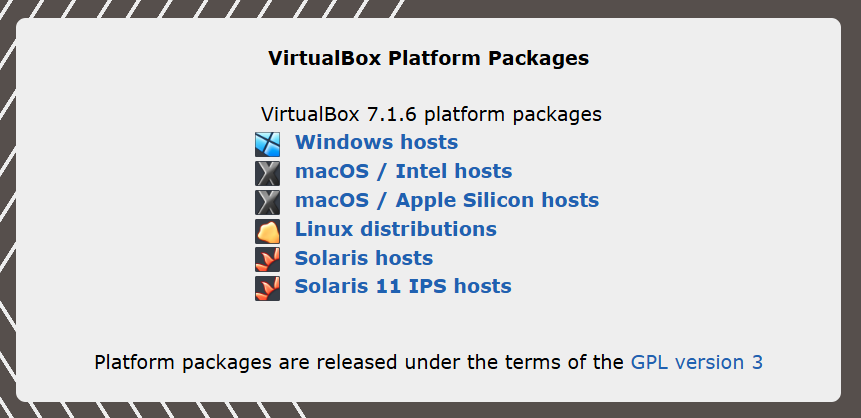 VirtualBox Platform Packages
VirtualBox 7.1.6 platform packages
Windows hosts
macOS / Intel hosts
macOS / Apple Silicon hosts
Linux distributions
Solaris hosts
Solaris 11 IPS hosts
Platform packages are released under the terms of the GPL version 3